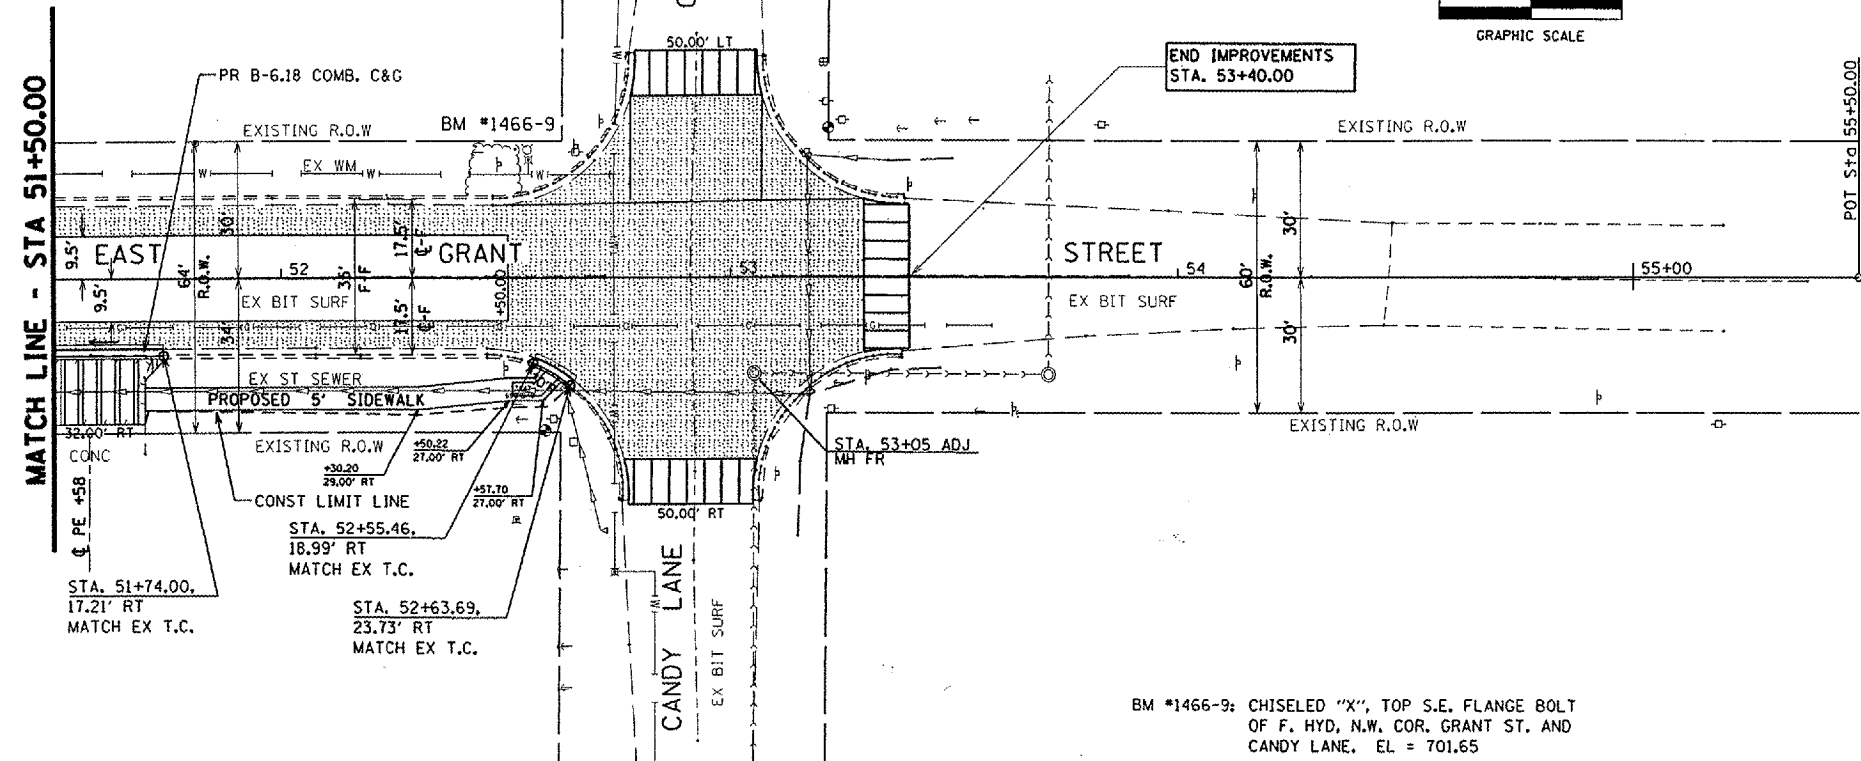 MATCH LINE - STA 51+50.00
PR B-6.18 COMB. C&G
50.00' LT
GRAPHIC SCALE
END IMPROVEMENTS
STA. 53+40.00
POT Sta 55+50.00
EXISTING R.O.W
BM #1466-9
EXISTING R.O.W
EX WM
W
W
W
30'
17.5'
℄-F
9.5'
EAST
GRANT
STREET
64'
R.O.W.
52
35'
F-F
+50.00
53
54
55+00
60'
R.O.W.
30'
9.5'
EX BIT SURF
EX BIT SURF
17.5'
℄-F
34'
30'
EX ST SEWER
PROPOSED 5' SIDEWALK
32.00' RT
CONC
EXISTING R.O.W
EXISTING R.O.W
+50.22
27.00' RT
+30.20
29.00' RT
+57.70
27.00' RT
STA. 53+05 ADJ
MH FR
℄ PE +58
CONST LIMIT LINE
50.00' RT
STA. 52+55.46,
18.99' RT
MATCH EX T.C.
STA. 51+74.00,
17.21' RT
MATCH EX T.C.
STA. 52+63.69,
23.73' RT
MATCH EX T.C.
CANDY LANE
EX BIT SURF
BM #1466-9: CHISELED "X", TOP S.E. FLANGE BOLT
OF F. HYD, N.W. COR. GRANT ST. AND
CANDY LANE. EL = 701.65